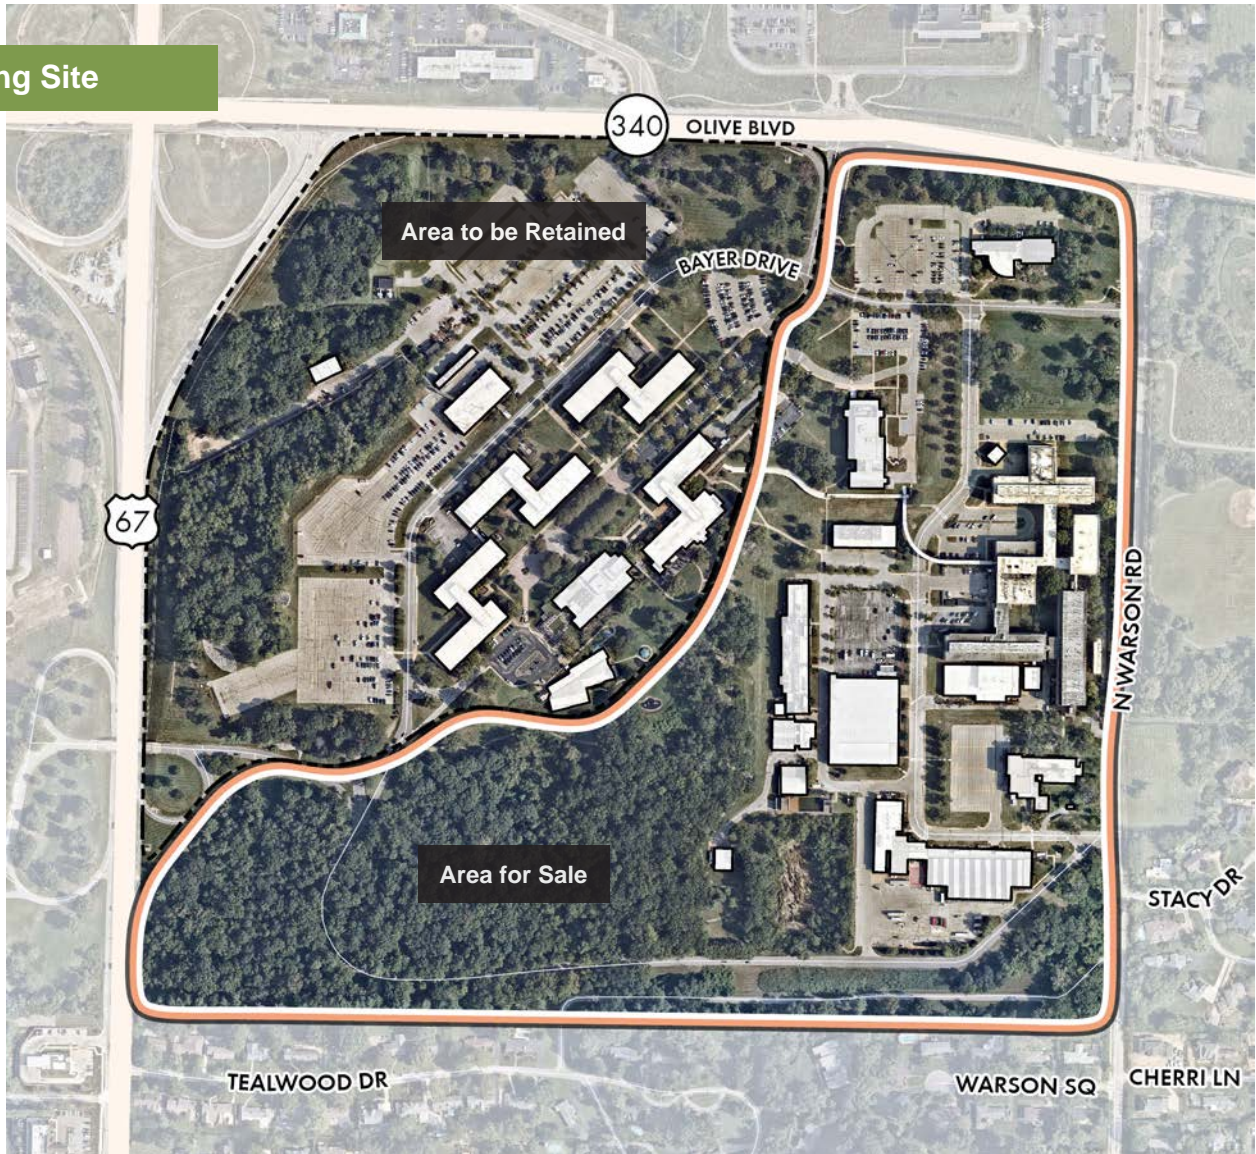 ng Site
340
OLIVE BLVD
Area to be Retained
BAYER DRIVE
67
N WARSON RD
Area for Sale
STACY DR
TEALWOOD DR
WARSON SQ
CHERRI LN